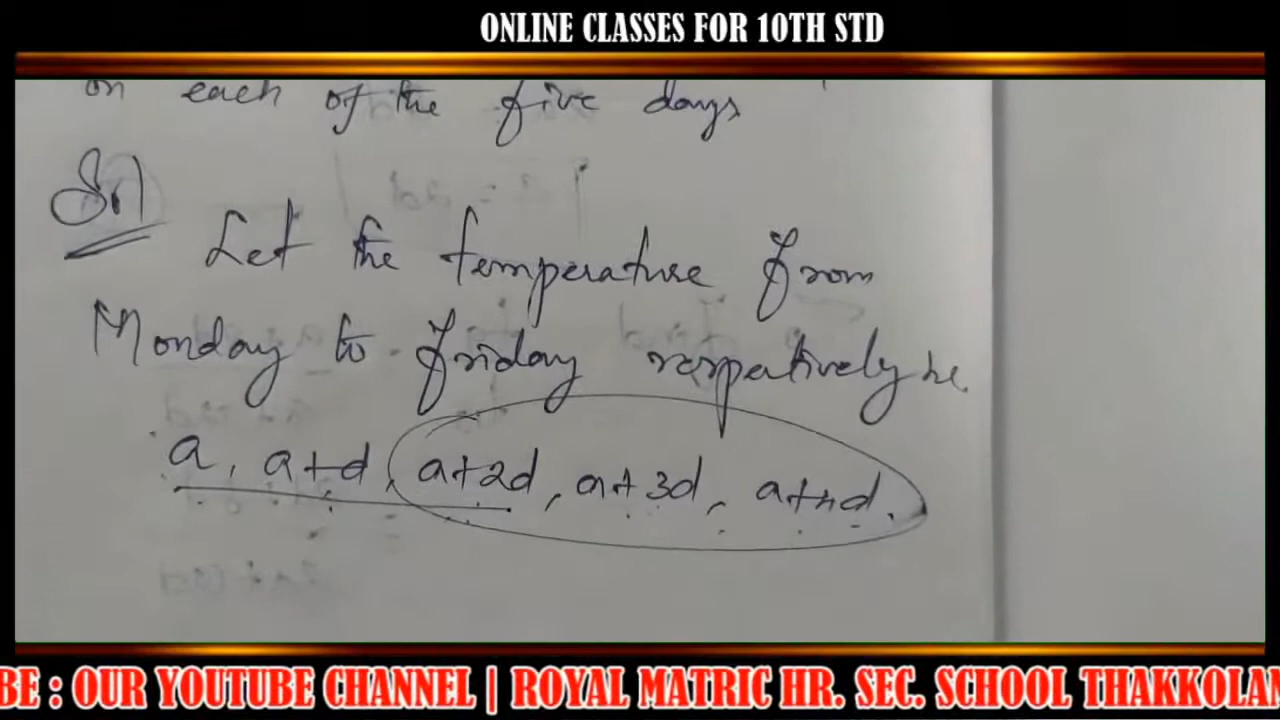 ONLINE CLASSES FOR 10TH STD
on each of the five days
Sol
Let the temperature from
Monday to friday respatively be.
a, a+d, a+2d, a+3d, a+4d.
BE : OUR YOUTUBE CHANNEL | ROYAL MATRIC HR. SEC. SCHOOL THAKKOLAM